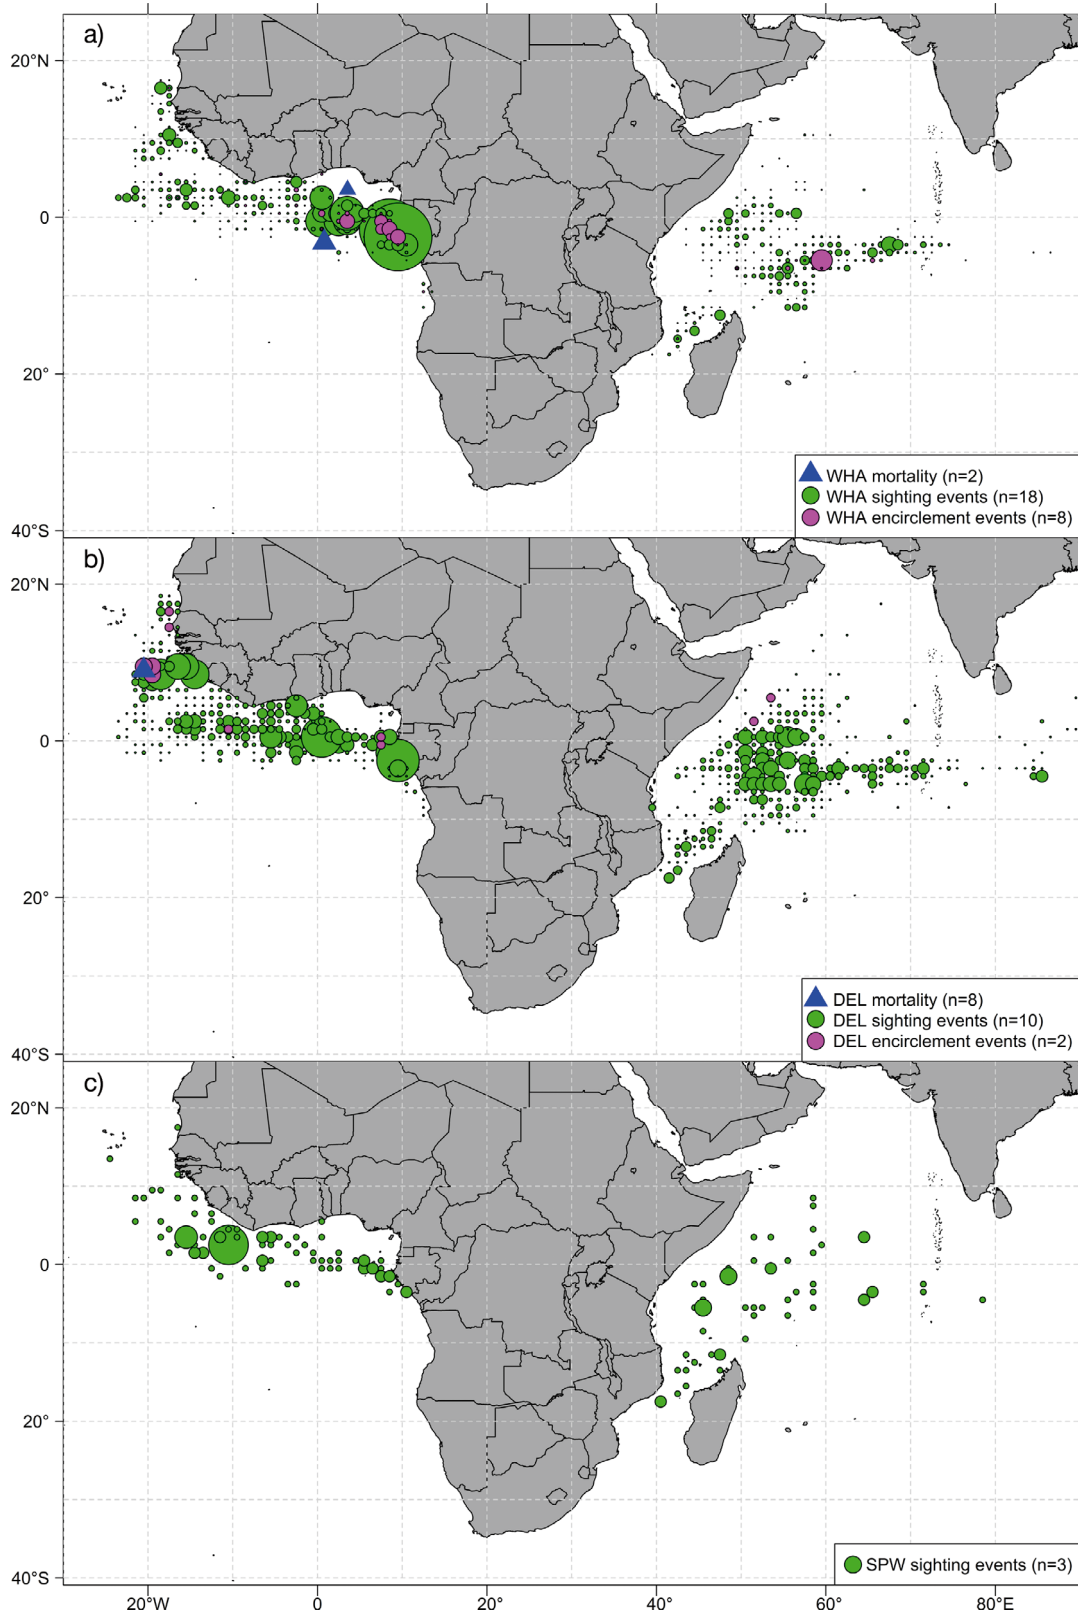 a)
20°N
0
20°
40°S
WHA mortality (n=2)
WHA sighting events (n=18)
WHA encirclement events (n=8)
b)
20°N
0
20°
40°S
DEL mortality (n=8)
DEL sighting events (n=10)
DEL encirclement events (n=2)
c)
20°N
0
20°
40°S
SPW sighting events (n=3)
20°W 0 20° 40° 60° 80°E